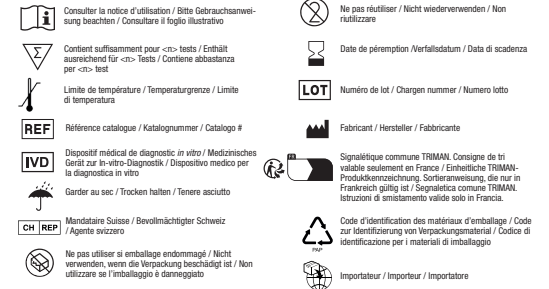 Consulter la notice d'utilisation / Bitte Gebrauchsanwei-
sung beachten / Consultare il foglio illustrativo
Σ
Contient suffisamment pour <n> tests / Enthält
ausreichend für <n> Tests / Contiene abbastanza
per <n> test
Limite de température / Temperaturgrenze / Limite
di temperatura
REF
Référence catalogue / Katalognummer / Catalogo #
IVD
Dispositif médical de diagnostic in vitro / Medizinisches
Gerät zur In-vitro-Diagnostik / Dispositivo medico per
la diagnostica in vitro
Garder au sec / Trocken halten / Tenere asciutto
CH REP
Mandataire Suisse / Bevollmächtigter Schweiz
/ Agente svizzero
Ne pas utiliser si emballage endommagé / Nicht
verwenden, wenn die Verpackung beschädigt ist / Non
utilizzare se l'imballaggio è danneggiato
2
Ne pas réutiliser / Nicht wiederverwenden / Non
riutilizzare
Date de péremption /Verfallsdatum / Data di scadenza
LOT
Numéro de lot / Chargen nummer / Numero lotto
Fabricant / Hersteller / Fabbricante
FR
Signalétique commune TRIMAN. Consigne de tri
valable seulement en France / Einheitliche TRIMAN-
Produktkennzeichnung. Sortieranweisung, die nur in
Frankreich gültig ist / Segnaletica comune TRIMAN.
Istruzioni di smistamento valide solo in Francia.
PAP
Code d'identification des matériaux d'emballage / Code
zur Identifizierung von Verpackungsmaterial / Codice di
identificazione per i materiali di imballaggio
Importateur / Importeur / Importatore